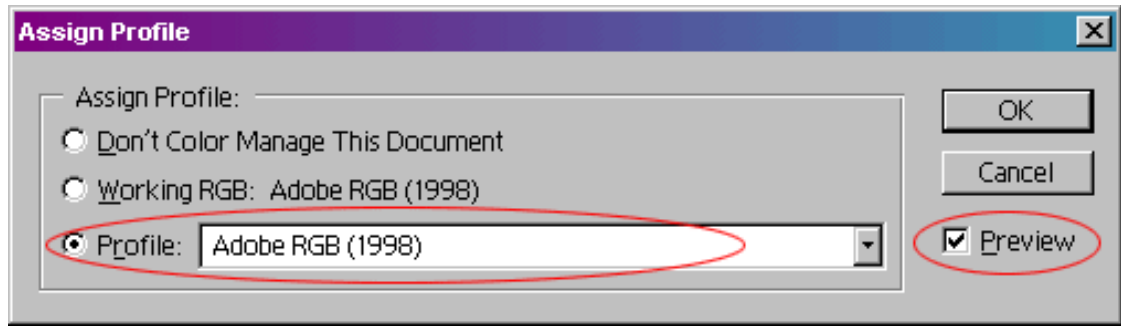 Assign Profile
Assign Profile:
OK
Don't Color Manage This Document
Cancel
Working RGB: Adobe RGB (1998)
Profile: Adobe RGB (1998)
Preview